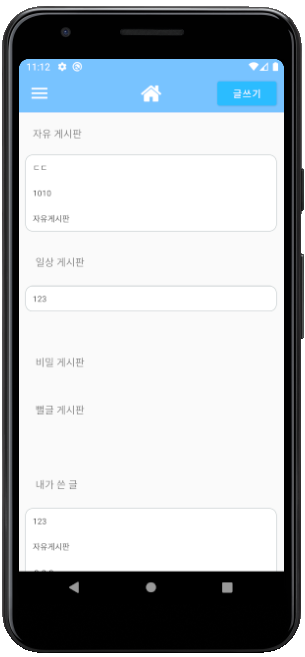 11:12
글쓰기
자유 게시판
ㄷㄷ
1010
자유게시판
일상 게시판
123
비밀 게시판
뻘글 게시판
내가 쓴 글
123
자유게시판